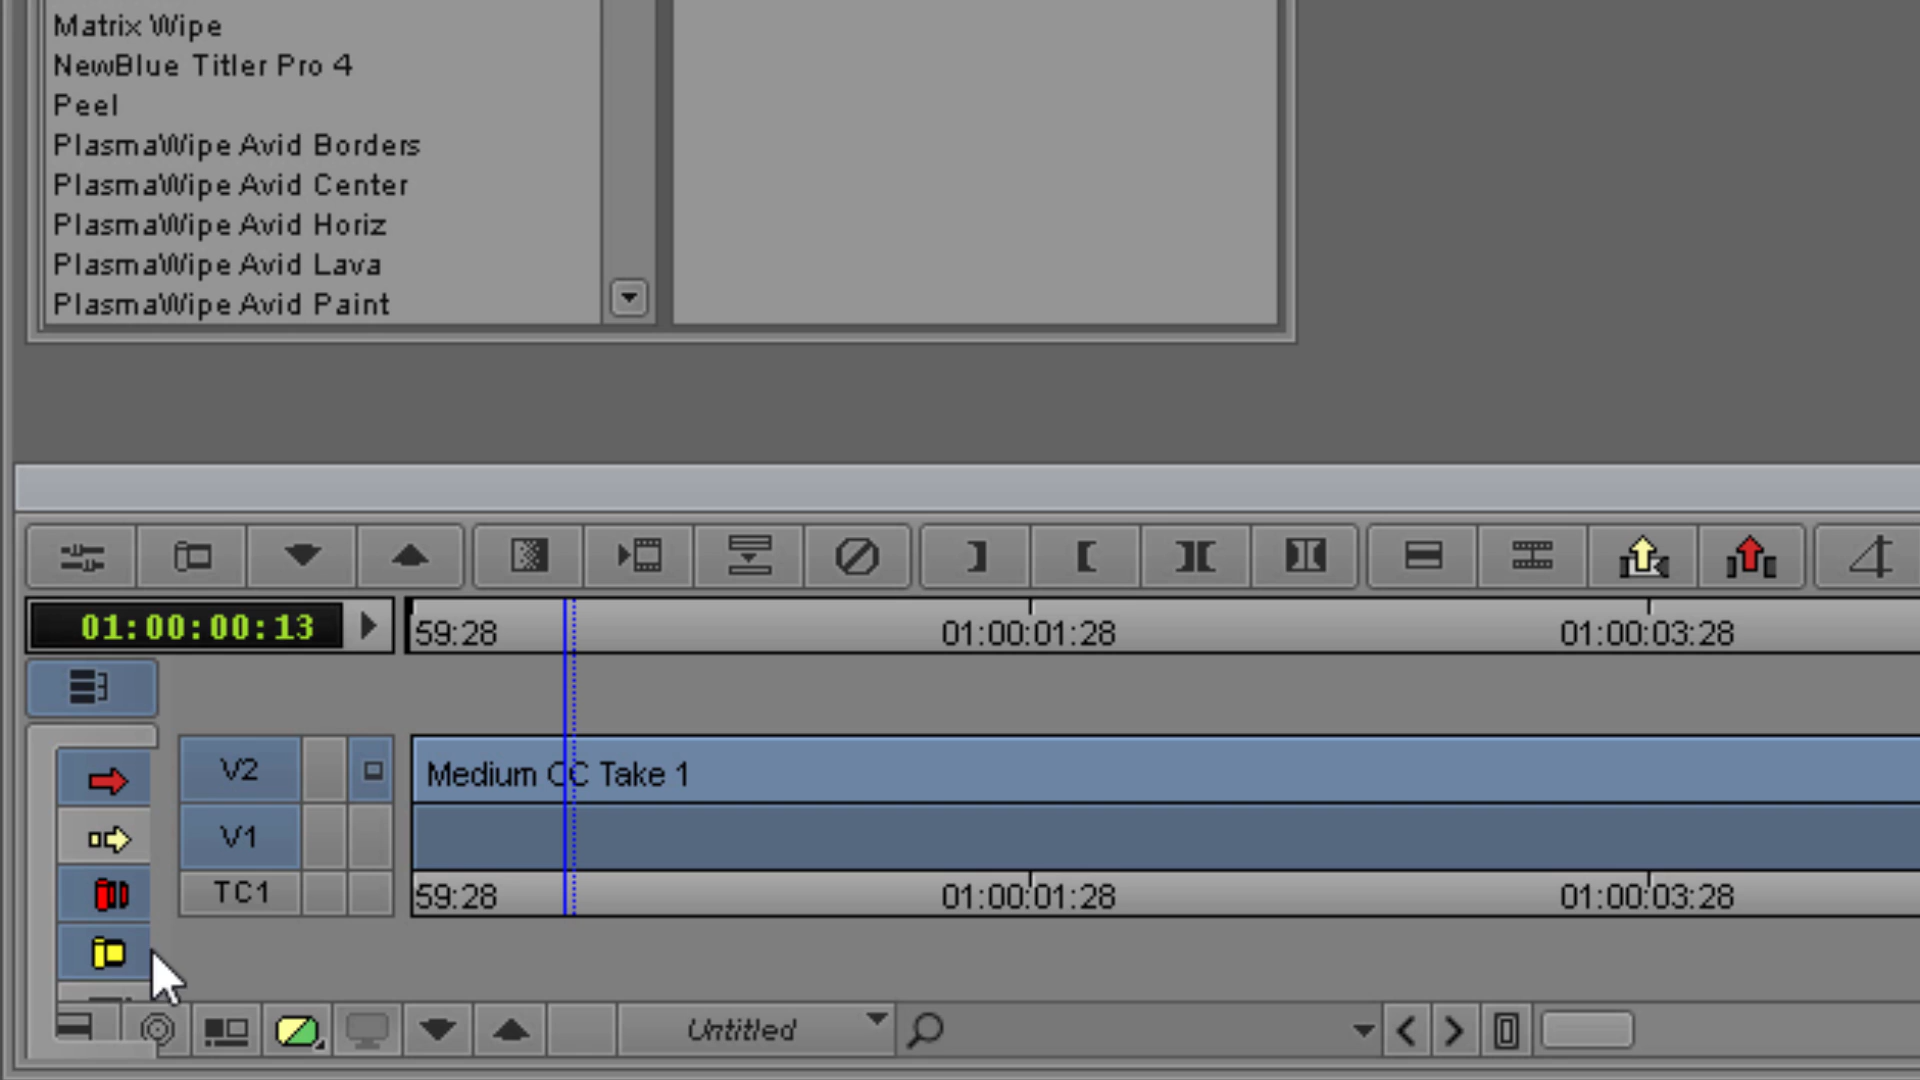 Matrix Wipe
NewBlue Titler Pro 4
Peel
PlasmaWipe Avid Borders
PlasmaWipe Avid Center
PlasmaWipe Avid Horiz
PlasmaWipe Avid Lava
PlasmaWipe Avid Paint
01:00:00:13
59:28 01:00:01:28 01:00:03:28
V2 Medium CC Take 1
V1
TC1 59:28 01:00:01:28 01:00:03:28
Untitled